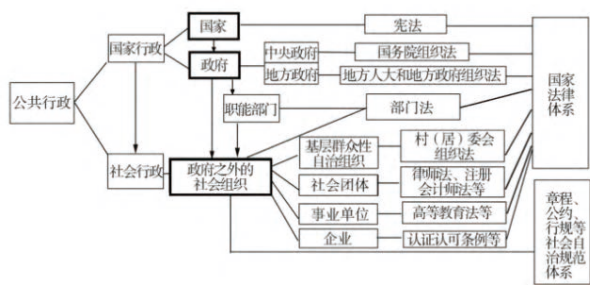 公共行政
国家行政
社会行政
国家
政府
职能部门
政府之外的
社会组织
中央政府
地方政府
基层群众性
自治组织
社会团体
事业单位
企业
宪法
国务院组织法
地方人大和地方政府组织法
部门法
村（居）委会
组织法
律师法、注册
会计师法等
高等教育法等
认证认可条例等
国家
法律
体系
章程、
公约、
行规等
社会自
治规范
体系